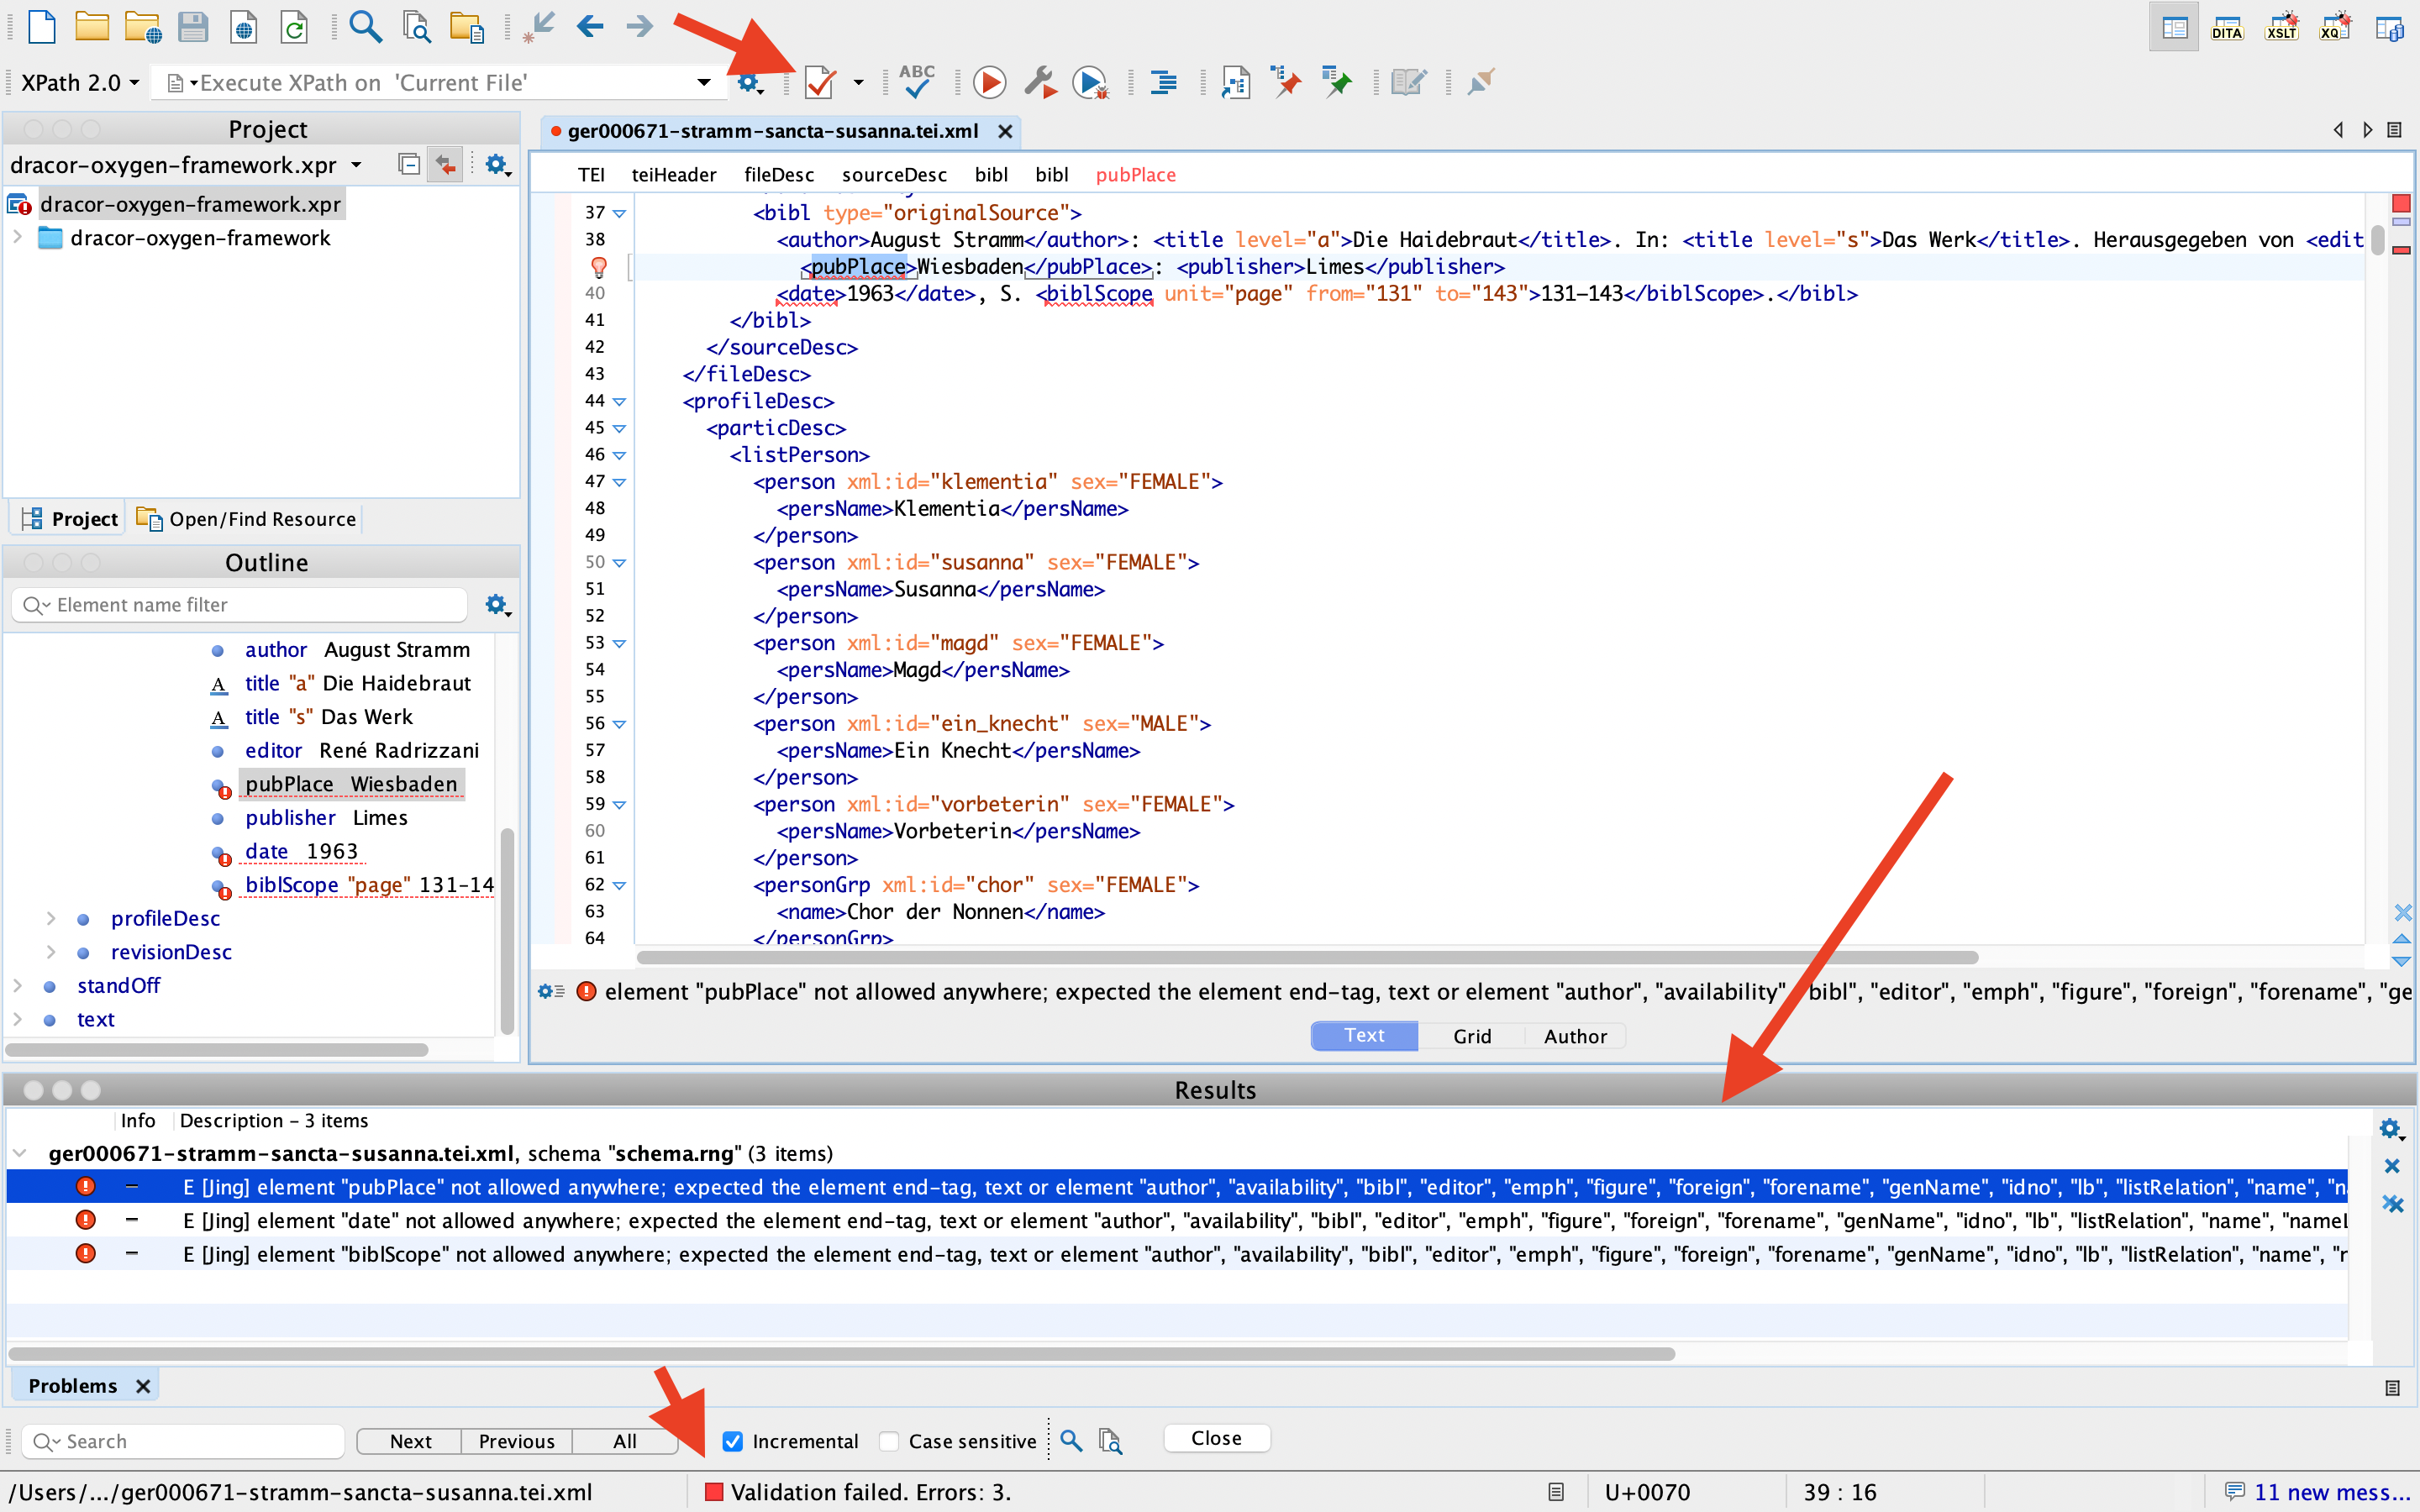 DITA
XSLT
XQ
XPath 2.0
Execute XPath on 'Current File'
ABC
Project
dracor-oxygen-framework.xpr
dracor-oxygen-framework.xpr
dracor-oxygen-framework
Project
Open/Find Resource
Outline
Element name filter
author August Stramm
A title "a" Die Haidebraut
A title "s" Das Werk
editor René Radrizzani
pubPlace Wiesbaden
publisher Limes
date 1963
biblScope "page" 131-14
profileDesc
revisionDesc
standOff
text
ger000671-stramm-sancta-susanna.tei.xml
TEI teiHeader fileDesc sourceDesc bibl bibl pubPlace
37 <bibl type="originalSource">
38 <author>August Stramm</author>: <title level="a">Die Haidebraut</title>. In: <title level="s">Das Werk</title>. Herausgegeben von <edit
<pubPlace>Wiesbaden</pubPlace>: <publisher>Limes</publisher>
40 <date>1963</date>, S. <biblScope unit="page" from="131" to="143">131–143</biblScope>.</bibl>
41 </bibl>
42 </sourceDesc>
43 </fileDesc>
44 <profileDesc>
45 <particDesc>
46 <listPerson>
47 <person xml:id="klementia" sex="FEMALE">
48 <persName>Klementia</persName>
49 </person>
50 <person xml:id="susanna" sex="FEMALE">
51 <persName>Susanna</persName>
52 </person>
53 <person xml:id="magd" sex="FEMALE">
54 <persName>Magd</persName>
55 </person>
56 <person xml:id="ein_knecht" sex="MALE">
57 <persName>Ein Knecht</persName>
58 </person>
59 <person xml:id="vorbeterin" sex="FEMALE">
60 <persName>Vorbeterin</persName>
61 </person>
62 <personGrp xml:id="chor" sex="FEMALE">
63 <name>Chor der Nonnen</name>
64 </personGrp>
element "pubPlace" not allowed anywhere; expected the element end-tag, text or element "author", "availability", "bibl", "editor", "emph", "figure", "foreign", "forename", "ge
Text Grid Author
Results
Info Description - 3 items
ger000671-stramm-sancta-susanna.tei.xml, schema "schema.rng" (3 items)
E [Jing] element "pubPlace" not allowed anywhere; expected the element end-tag, text or element "author", "availability", "bibl", "editor", "emph", "figure", "foreign", "forename", "genName", "idno", "lb", "listRelation", "name", "n
E [Jing] element "date" not allowed anywhere; expected the element end-tag, text or element "author", "availability", "bibl", "editor", "emph", "figure", "foreign", "forename", "genName", "idno", "lb", "listRelation", "name", "nameL
E [Jing] element "biblScope" not allowed anywhere; expected the element end-tag, text or element "author", "availability", "bibl", "editor", "emph", "figure", "foreign", "forename", "genName", "idno", "lb", "listRelation", "name", "n
Problems
Search
Next Previous All
Incremental
Case sensitive
Close
/Users/.../ger000671-stramm-sancta-susanna.tei.xml
Validation failed. Errors: 3.
U+0070
39 : 16
11 new mess...